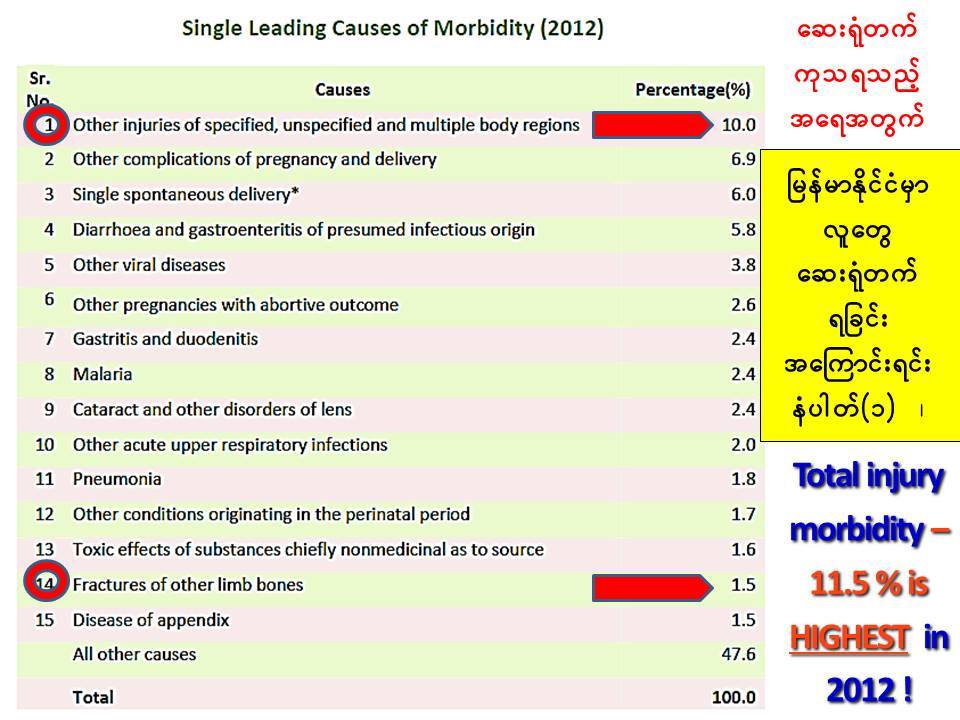 Single Leading Causes of Morbidity (2012)
Sr. No. Causes Percentage(%)
1 Other injuries of specified, unspecified and multiple body regions 10.0
2 Other complications of pregnancy and delivery 6.9
3 Single spontaneous delivery* 6.0
4 Diarrhoea and gastroenteritis of presumed infectious origin 5.8
5 Other viral diseases 3.8
6 Other pregnancies with abortive outcome 2.6
7 Gastritis and duodenitis 2.4
8 Malaria 2.4
9 Cataract and other disorders of lens 2.4
10 Other acute upper respiratory infections 2.0
11 Pneumonia 1.8
12 Other conditions originating in the perinatal period 1.7
13 Toxic effects of substances chiefly nonmedicinal as to source 1.6
14 Fractures of other limb bones 1.5
15 Disease of appendix 1.5
All other causes 47.6
Total 100.0
ဆေးရုံတက်
ကုသရသည့်
အရေအတွက်
မြန်မာနိုင်ငံမှာ
လူတွေ
ဆေးရုံတက်
ရခြင်း
အကြောင်းရင်း
နံပါတ်(၁) ၊
Total injury
morbidity –
11.5 % is
HIGHEST in
2012 !